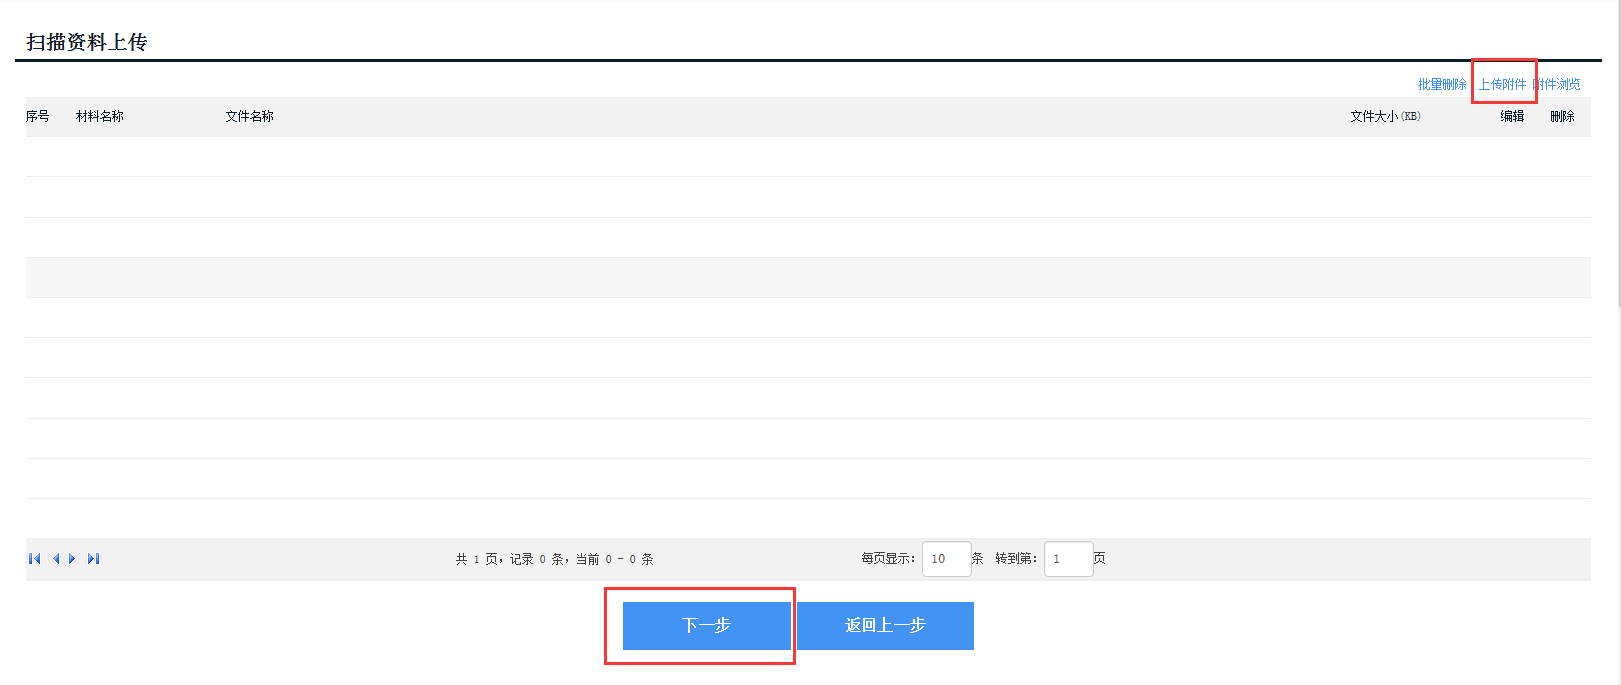 扫描资料上传
批量删除 上传附件 附件浏览
序号 材料名称 文件名称 文件大小(KB) 编辑 删除
共 1 页，记录 0 条，当前 0 - 0 条 每页显示： 10 条 转到第： 1 页
下一步 返回上一步